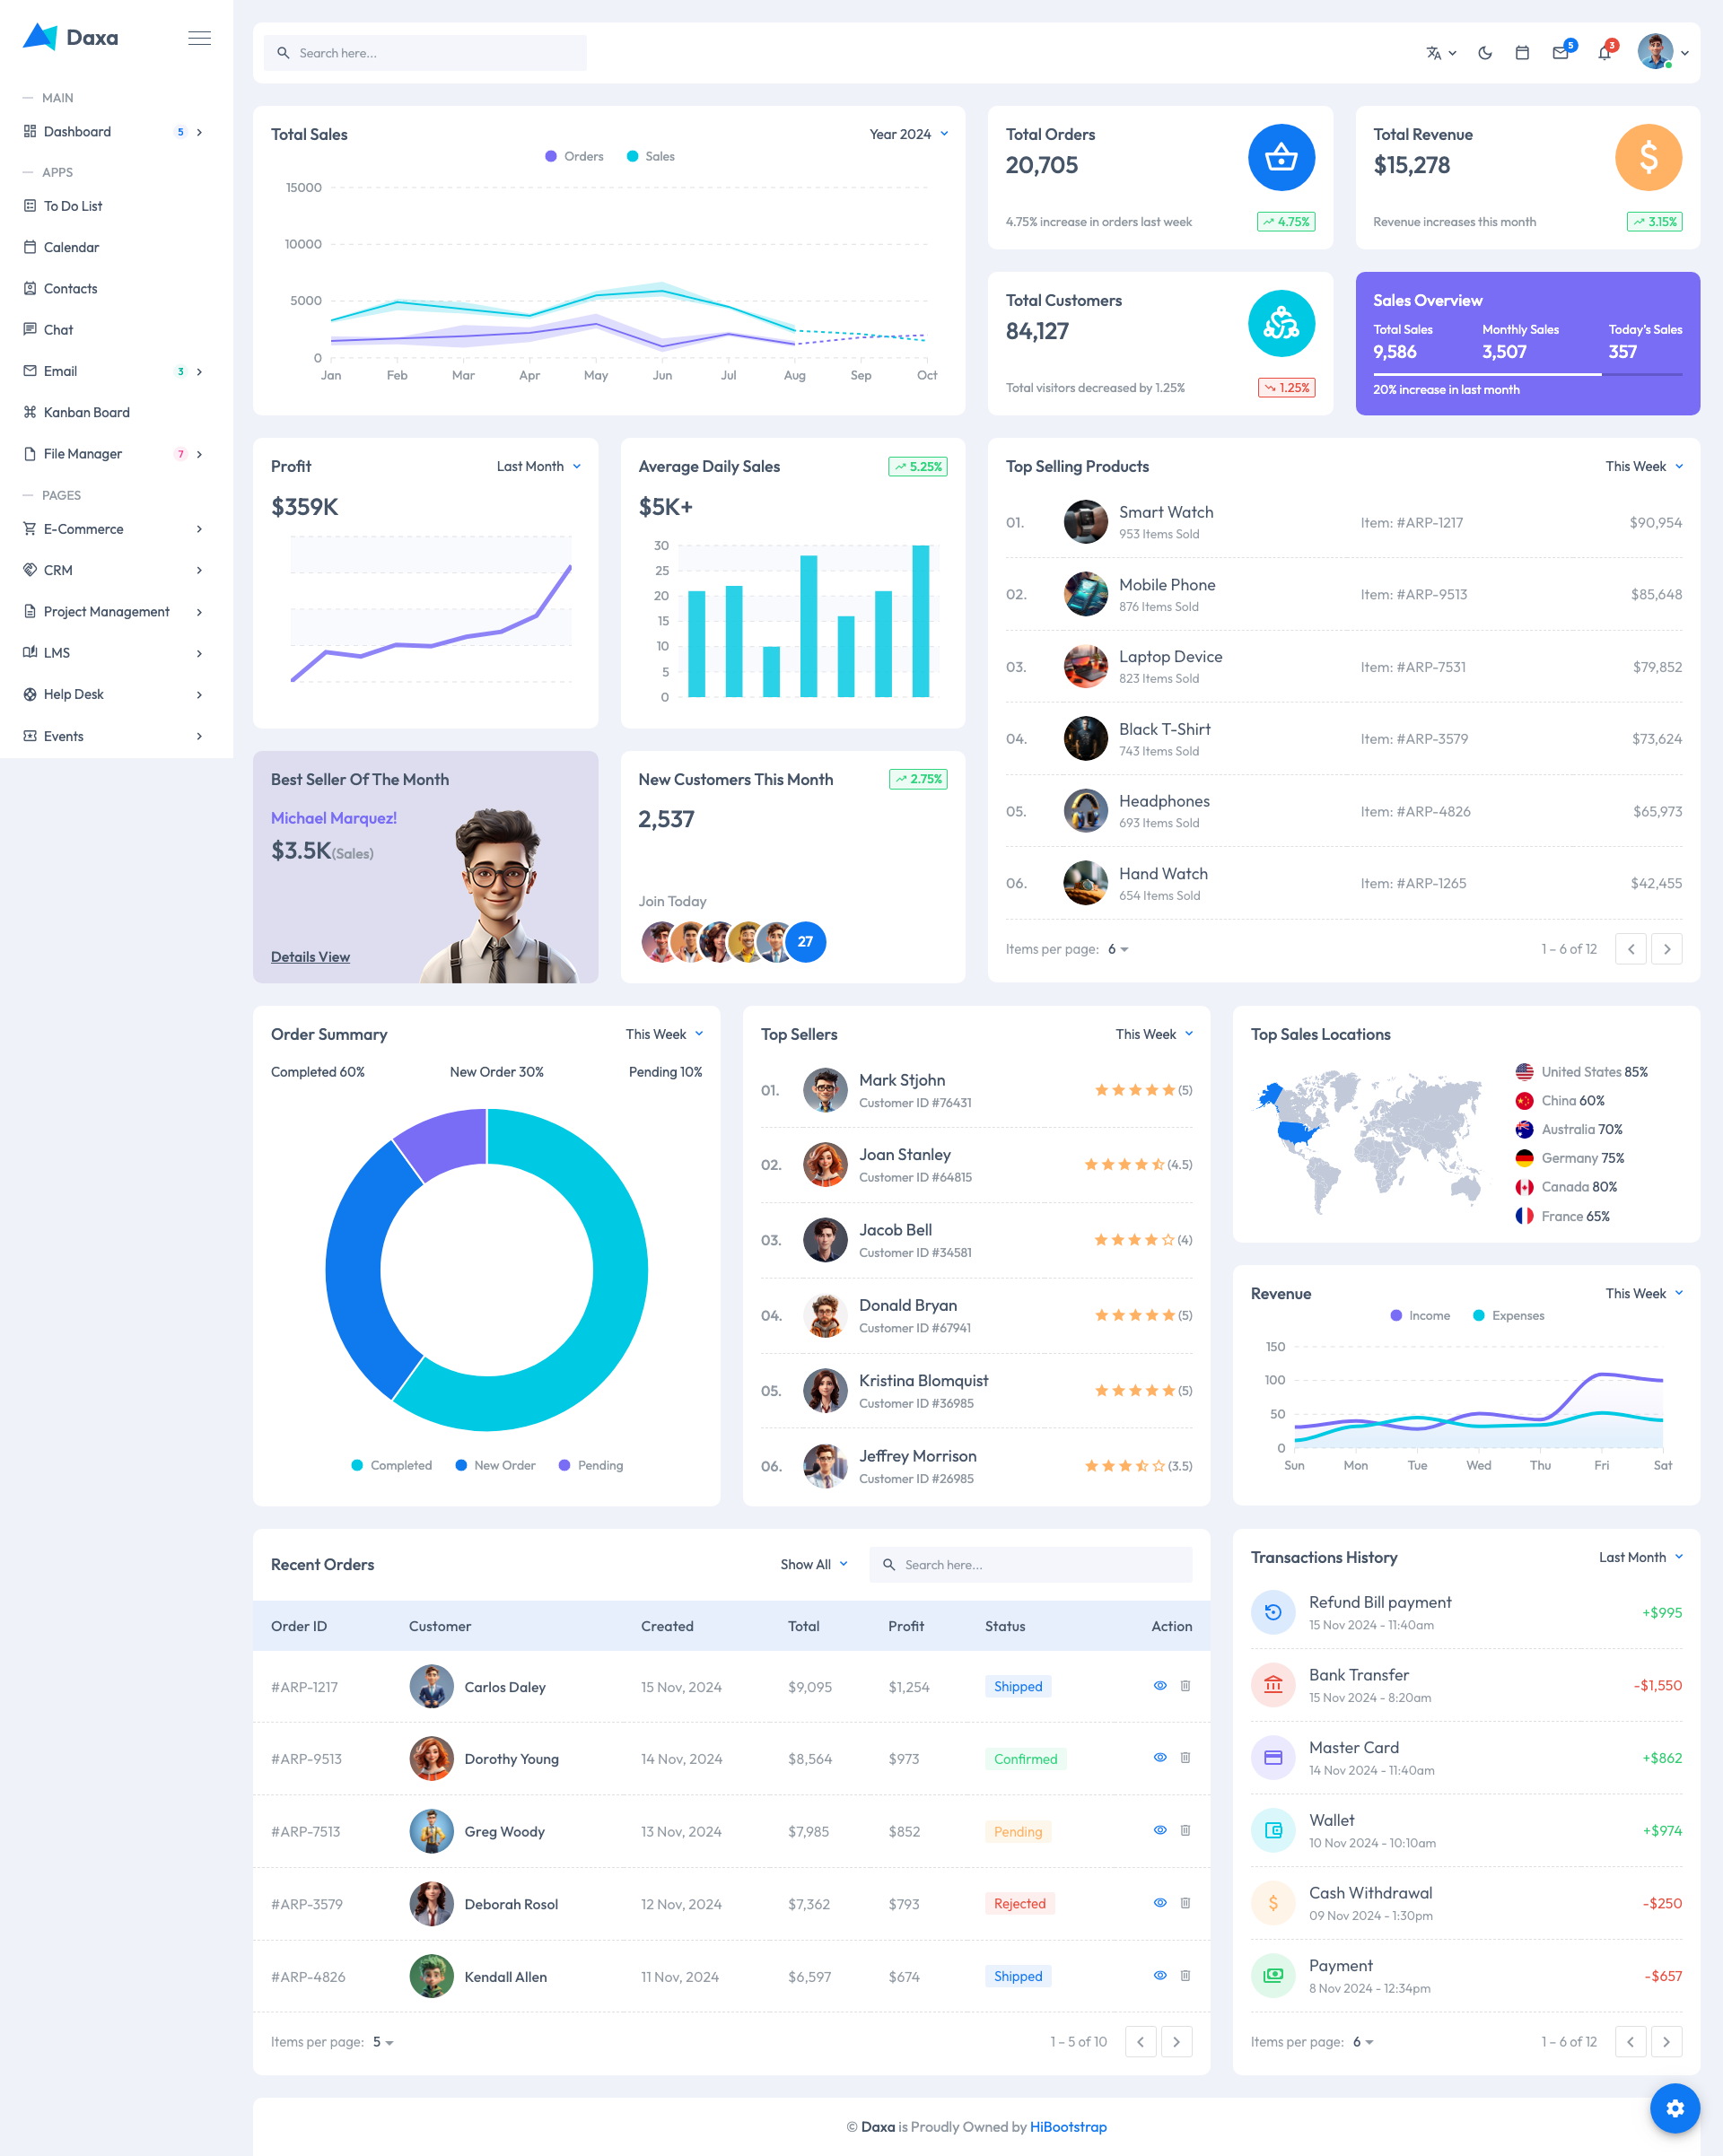 Daxa
MAIN
Dashboard 5
APPS
To Do List
Calendar
Contacts
Chat
Email 3
Kanban Board
File Manager 7
PAGES
E-Commerce
CRM
Project Management
LMS
Help Desk
Events
Search here...
5 3
Total Sales Year 2024
Orders Sales
15000
10000
5000
0
Jan Feb Mar Apr May Jun Jul Aug Sep Oct
Total Orders
20,705
4.75% increase in orders last week 4.75%
Total Revenue
$15,278
Revenue increases this month 3.15%
Total Customers
84,127
Total visitors decreased by 1.25% 1.25%
Sales Overview
Total Sales Monthly Sales Today's Sales
9,586 3,507 357
20% increase in last month
Profit Last Month
$359K
Average Daily Sales 5.25%
$5K+
30
25
20
15
10
5
0
Top Selling Products This Week
01. Smart Watch Item: #ARP-1217 $90,954
953 Items Sold
02. Mobile Phone Item: #ARP-9513 $85,648
876 Items Sold
03. Laptop Device Item: #ARP-7531 $79,852
823 Items Sold
04. Black T-Shirt Item: #ARP-3579 $73,624
743 Items Sold
05. Headphones Item: #ARP-4826 $65,973
693 Items Sold
06. Hand Watch Item: #ARP-1265 $42,455
654 Items Sold
Items per page: 6 1 – 6 of 12
Best Seller Of The Month
Michael Marquez!
$3.5K(Sales)
Details View
New Customers This Month 2.75%
2,537
Join Today
27
Order Summary This Week
Completed 60% New Order 30% Pending 10%
Completed New Order Pending
Top Sellers This Week
01. Mark Stjohn (5)
Customer ID #76431
02. Joan Stanley (4.5)
Customer ID #64815
03. Jacob Bell (4)
Customer ID #34581
04. Donald Bryan (5)
Customer ID #67941
05. Kristina Blomquist (5)
Customer ID #36985
06. Jeffrey Morrison (3.5)
Customer ID #26985
Top Sales Locations
United States 85%
China 60%
Australia 70%
Germany 75%
Canada 80%
France 65%
Revenue This Week
Income Expenses
150
100
50
0
Sun Mon Tue Wed Thu Fri Sat
Recent Orders Show All Search here...
Order ID Customer Created Total Profit Status Action
#ARP-1217 Carlos Daley 15 Nov, 2024 $9,095 $1,254 Shipped
#ARP-9513 Dorothy Young 14 Nov, 2024 $8,564 $973 Confirmed
#ARP-7513 Greg Woody 13 Nov, 2024 $7,985 $852 Pending
#ARP-3579 Deborah Rosol 12 Nov, 2024 $7,362 $793 Rejected
#ARP-4826 Kendall Allen 11 Nov, 2024 $6,597 $674 Shipped
Items per page: 5 1 – 5 of 10
Transactions History Last Month
Refund Bill payment +$995
15 Nov 2024 - 11:40am
Bank Transfer -$1,550
15 Nov 2024 - 8:20am
Master Card +$862
14 Nov 2024 - 11:40am
Wallet +$974
10 Nov 2024 - 10:10am
Cash Withdrawal -$250
09 Nov 2024 - 1:30pm
Payment -$657
8 Nov 2024 - 12:34pm
Items per page: 6 1 – 6 of 12
© Daxa is Proudly Owned by HiBootstrap